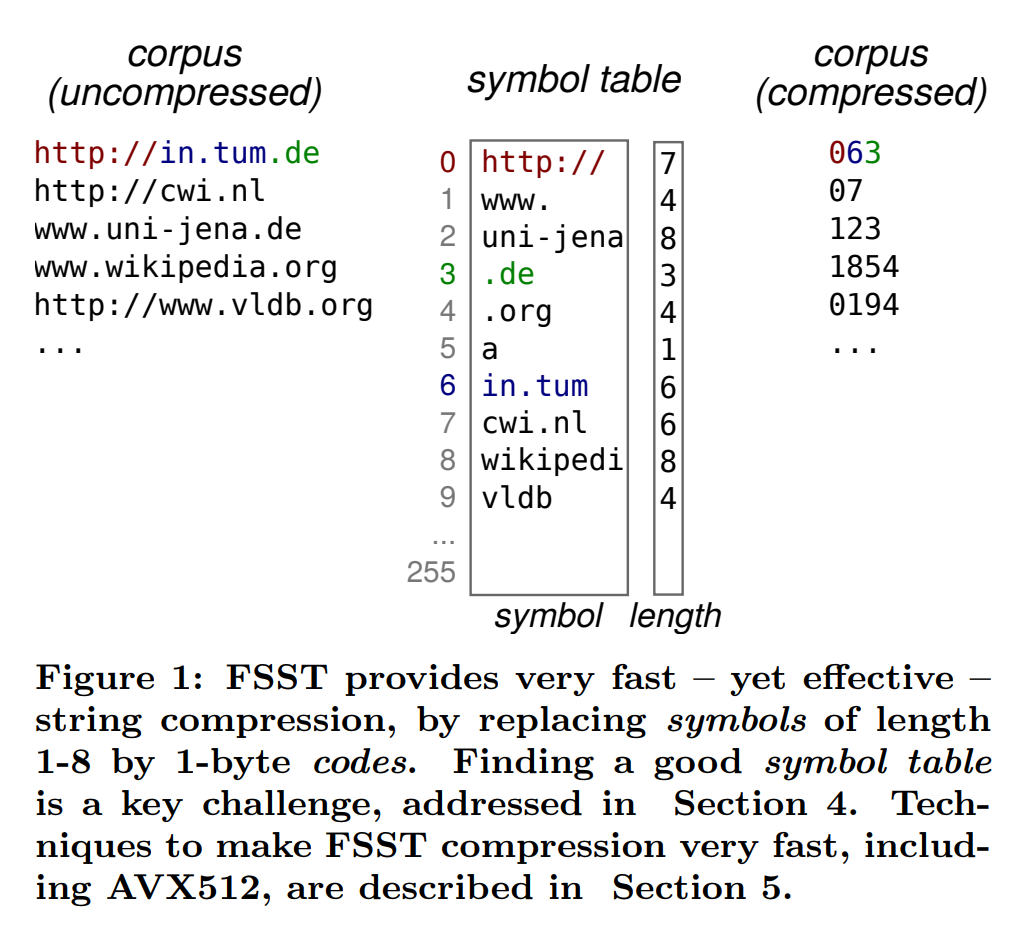 corpus
(uncompressed)
http://in.tum.de
http://cwi.nl
www.uni-jena.de
www.wikipedia.org
http://www.vldb.org
...
symbol table
0 http:// 7
1 www. 4
2 uni-jena 8
3 .de 3
4 .org 4
5 a 1
6 in.tum 6
7 cwi.nl 6
8 wikipedi 8
9 vldb 4
...
255
symbol length
corpus
(compressed)
063
07
123
1854
0194
...
Figure 1: FSST provides very fast – yet effective –
string compression, by replacing symbols of length
1-8 by 1-byte codes. Finding a good symbol table
is a key challenge, addressed in Section 4. Tech-
niques to make FSST compression very fast, includ-
ing AVX512, are described in Section 5.